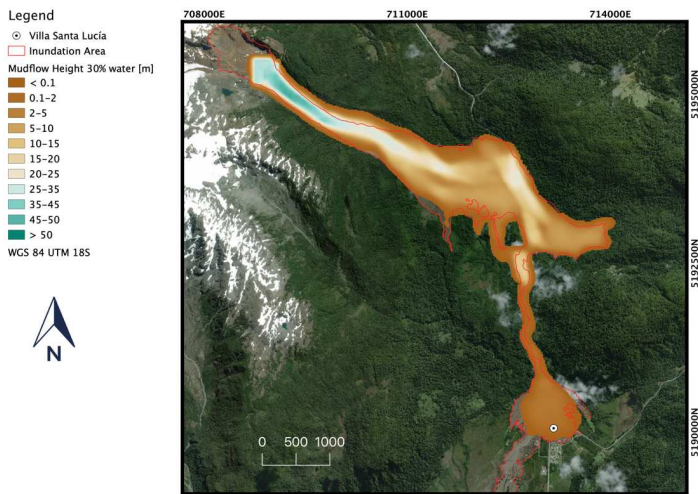 Legend
Villa Santa Lucía
Inundation Area
Mudflow Height 30% water [m]
< 0.1
0.1-2
2-5
5-10
10-15
15-20
20-25
25-35
35-45
45-50
> 50
WGS 84 UTM 18S
N
708000E 711000E 714000E
5195000N
5192500N
5190000N
0 500 1000